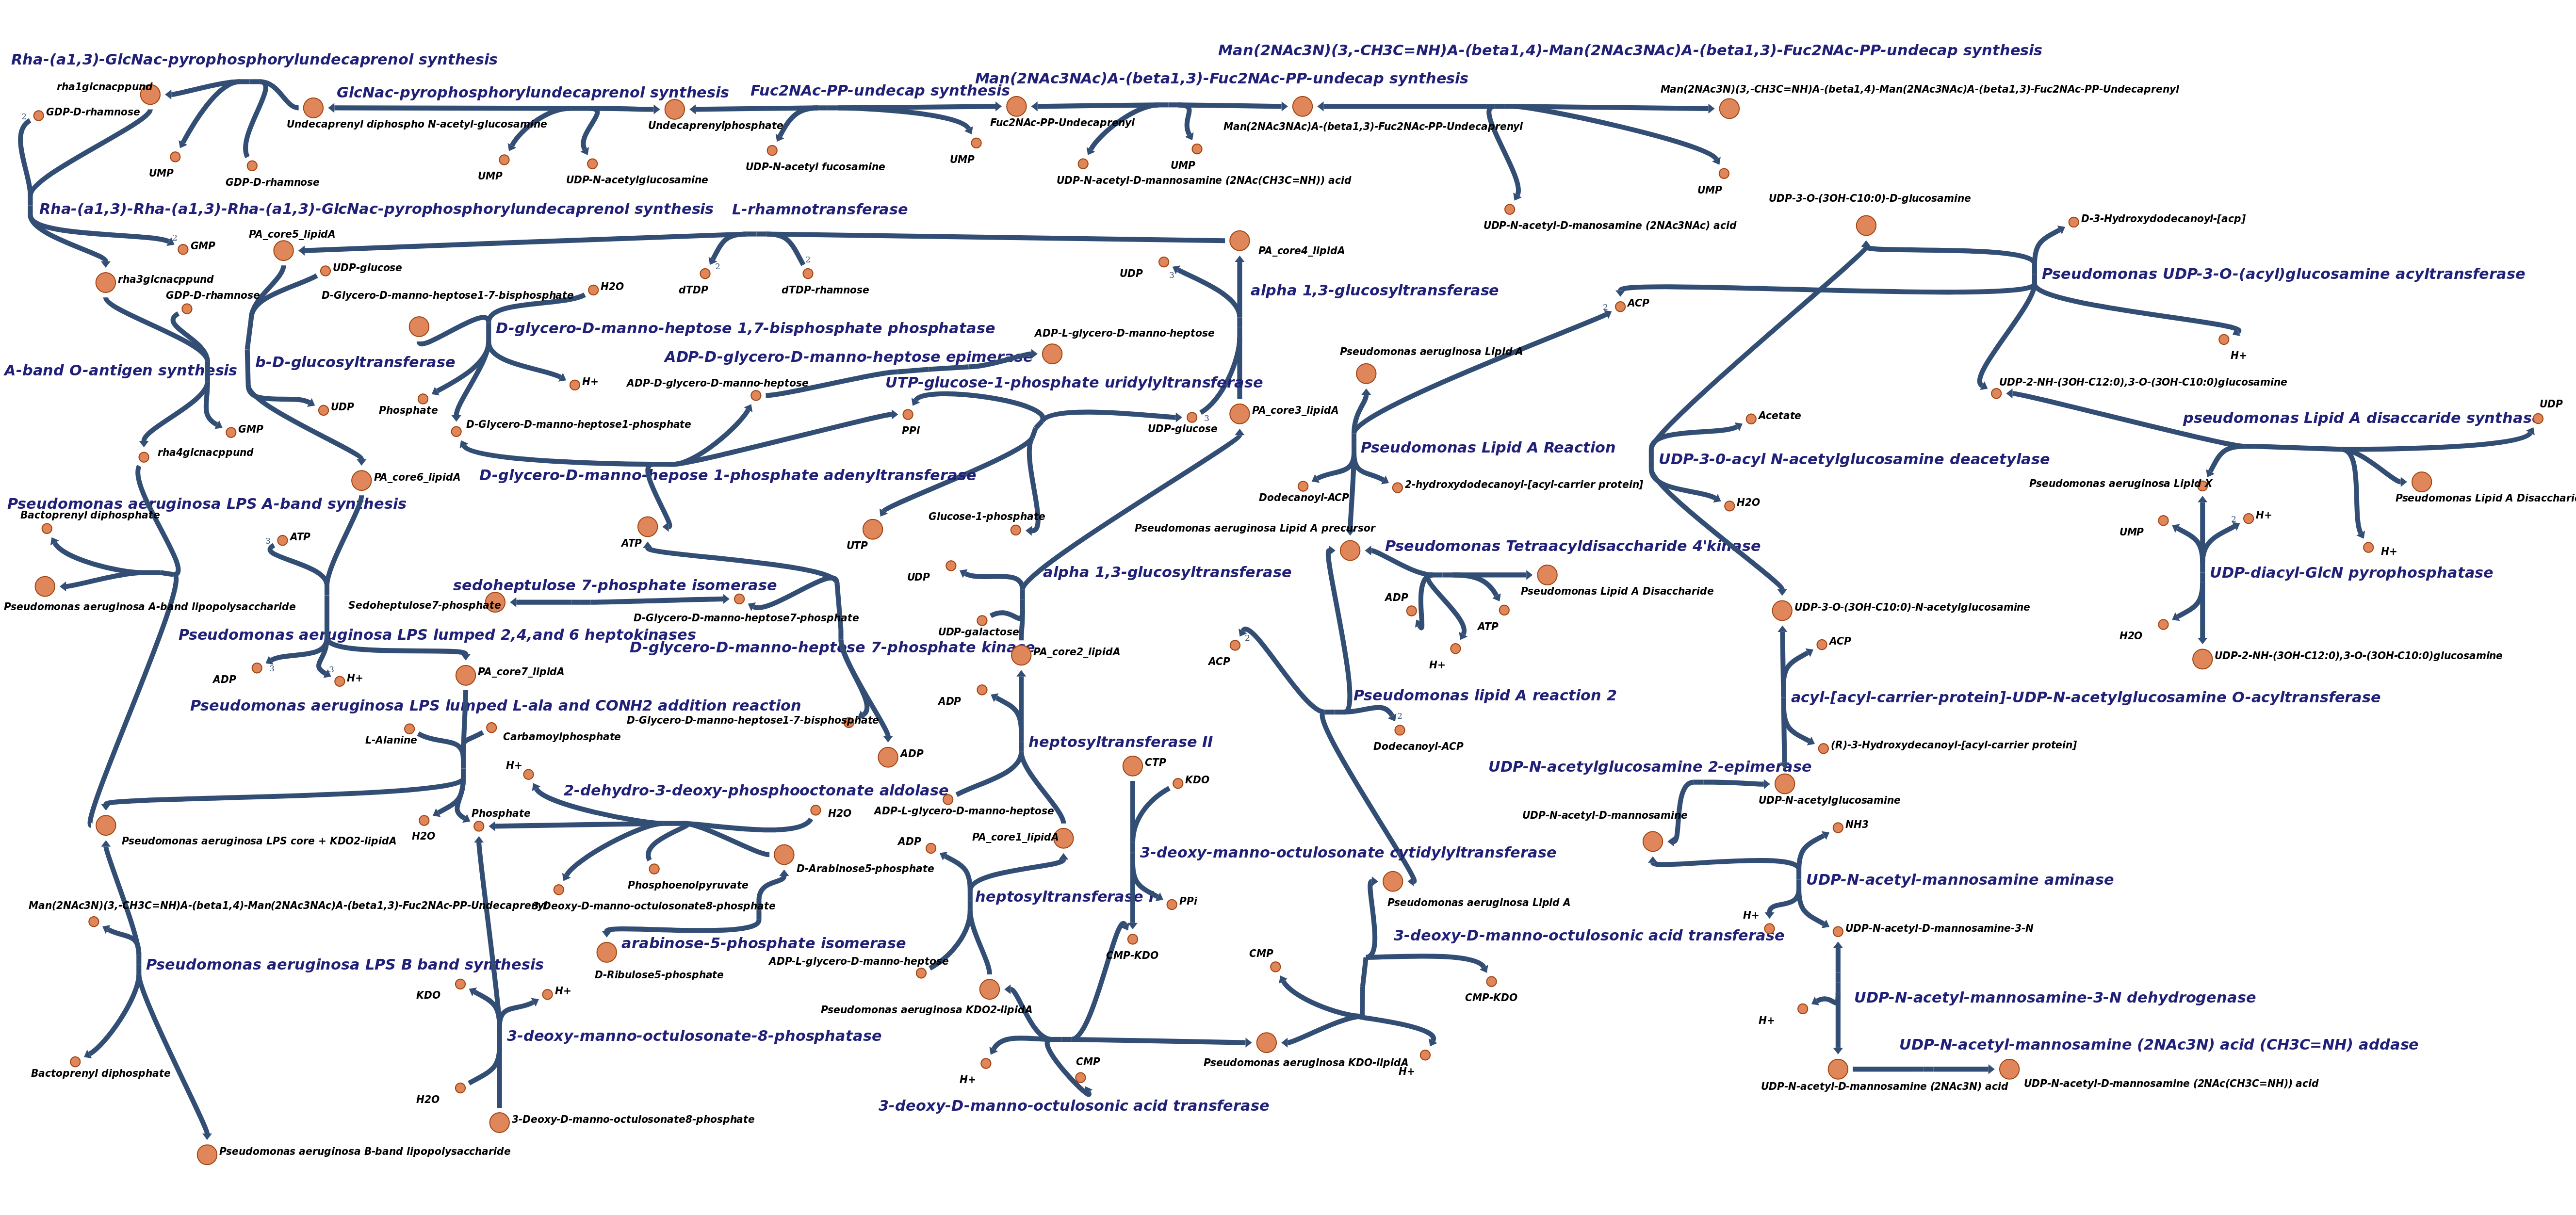 Man(2NAc3N)(3,-CH3C=NH)A-(beta1,4)-Man(2NAc3NAc)A-(beta1,3)-Fuc2NAc-PP-undecap synthesis
Rha-(a1,3)-GlcNac-pyrophosphorylundecaprenol synthesis
Man(2NAc3NAc)A-(beta1,3)-Fuc2NAc-PP-undecap synthesis
rha1glcnacppund
GlcNac-pyrophosphorylundecaprenol synthesis
Fuc2NAc-PP-undecap synthesis
Man(2NAc3N)(3,-CH3C=NH)A-(beta1,4)-Man(2NAc3NAc)A-(beta1,3)-Fuc2NAc-PP-Undecaprenyl
2
GDP-D-rhamnose
Undecaprenyl diphospho N-acetyl-glucosamine
Undecaprenylphosphate
Fuc2NAc-PP-Undecaprenyl
Man(2NAc3NAc)A-(beta1,3)-Fuc2NAc-PP-Undecaprenyl
UMP
GDP-D-rhamnose
UMP
UDP-N-acetylglucosamine
UDP-N-acetyl fucosamine
UMP
UMP
UDP-N-acetyl-D-mannosamine (2NAc(CH3C=NH)) acid
UMP
UDP-3-O-(3OH-C10:0)-D-glucosamine
Rha-(a1,3)-Rha-(a1,3)-Rha-(a1,3)-GlcNac-pyrophosphorylundecaprenol synthesis
L-rhamnotransferase
UDP-N-acetyl-D-manosamine (2NAc3NAc) acid
D-3-Hydroxydodecanoyl-[acp]
2
GMP
PA_core5_lipidA
PA_core4_lipidA
rha3glcnacppund
UDP-glucose
2
dTDP
2
dTDP-rhamnose
UDP
3
Pseudomonas UDP-3-O-(acyl)glucosamine acyltransferase
GDP-D-rhamnose
D-Glycero-D-manno-heptose1-7-bisphosphate
H2O
alpha 1,3-glucosyltransferase
2
ACP
D-glycero-D-manno-heptose 1,7-bisphosphate phosphatase
ADP-L-glycero-D-manno-heptose
A-band O-antigen synthesis
b-D-glucosyltransferase
ADP-D-glycero-D-manno-heptose epimerase
Pseudomonas aeruginosa Lipid A
H+
H+
ADP-D-glycero-D-manno-heptose
UTP-glucose-1-phosphate uridylyltransferase
UDP-2-NH-(3OH-C12:0),3-O-(3OH-C10:0)glucosamine
UDP
Phosphate
PPi
3
UDP-glucose
PA_core3_lipidA
Acetate
pseudomonas Lipid A disaccride synthas
UDP
GMP
D-Glycero-D-manno-heptose1-phosphate
rha4glcnacppund
Pseudomonas Lipid A Reaction
UDP-3-0-acyl N-acetylglucosamine deacetylase
PA_core6_lipidA
D-glycero-D-manno-hepose 1-phosphate adenyltransferase
Dodecanoyl-ACP
2-hydroxydodecanoyl-[acyl-carrier protein]
Pseudomonas aeruginosa Lipid X
Pseudomonas Lipid A Disacchari
Pseudomonas aeruginosa LPS A-band synthesis
H2O
Bactoprenyl diphosphate
Glucose-1-phosphate
2
H+
3
ATP
ATP
UTP
Pseudomonas aeruginosa Lipid A precursor
Pseudomonas Tetraacyldisaccharide 4'kinase
UMP
H+
sedoheptulose 7-phosphate isomerase
UDP
alpha 1,3-glucosyltransferase
Pseudomonas Lipid A Disaccharide
UDP-diacyl-GlcN pyrophosphatase
Pseudomonas aeruginosa A-band lipopolysaccharide
Sedoheptulose7-phosphate
D-Glycero-D-manno-heptose7-phosphate
ADP
ATP
UDP-3-O-(3OH-C10:0)-N-acetylglucosamine
Pseudomonas aeruginosa LPS lumped 2,4,and 6 heptokinases
UDP-galactose
D-glycero-D-manno-heptose 7-phosphate kinase
PA_core2_lipidA
2
ACP
H+
ACP
H2O
UDP-2-NH-(3OH-C12:0),3-O-(3OH-C10:0)glucosamine
ADP
3
3
H+
PA_core7_lipidA
Pseudomonas aeruginosa LPS lumped L-ala and CONH2 addition reaction
ADP
Pseudomonas lipid A reaction 2
acyl-[acyl-carrier-protein]-UDP-N-acetylglucosamine O-acyltransferase
D-Glycero-D-manno-heptose1-7-bisphosphate
2
Dodecanoyl-ACP
L-Alanine
Carbamoylphosphate
ADP
heptosyltransferase II
(R)-3-Hydroxydecanoyl-[acyl-carrier protein]
H+
CTP
KDO
UDP-N-acetylglucosamine 2-epimerase
2-dehydro-3-deoxy-phosphooctonate aldolase
UDP-N-acetylglucosamine
Phosphate
H2O
ADP-L-glycero-D-manno-heptose
UDP-N-acetyl-D-mannosamine
NH3
Pseudomonas aeruginosa LPS core + KDO2-lipidA
H2O
ADP
PA_core1_lipidA
3-deoxy-manno-octulosonate cytidylyltransferase
D-Arabinose5-phosphate
Phosphoenolpyruvate
heptosyltransferase I
PPi
UDP-N-acetyl-mannosamine aminase
Man(2NAc3N)(3,-CH3C=NH)A-(beta1,4)-Man(2NAc3NAc)A-(beta1,3)-Fuc2NAc-PP-Undecaprenyl
3-Deoxy-D-manno-octulosonate8-phosphate
Pseudomonas aeruginosa Lipid A
H+
UDP-N-acetyl-D-mannosamine-3-N
arabinose-5-phosphate isomerase
3-deoxy-D-manno-octulosonic acid transferase
Pseudomonas aeruginosa LPS B band synthesis
D-Ribulose5-phosphate
ADP-L-glycero-D-manno-heptose
CMP-KDO
CMP
KDO
H+
CMP-KDO
UDP-N-acetyl-mannosamine-3-N dehydrogenase
Pseudomonas aeruginosa KDO2-lipidA
H+
3-deoxy-manno-octulosonate-8-phosphatase
UDP-N-acetyl-mannosamine (2NAc3N) acid (CH3C=NH) addase
Bactoprenyl diphosphate
H+
CMP
Pseudomonas aeruginosa KDO-lipidA
H+
UDP-N-acetyl-D-mannosamine (2NAc3N) acid
UDP-N-acetyl-D-mannosamine (2NAc(CH3C=NH)) acid
H2O
3-deoxy-D-manno-octulosonic acid transferase
3-Deoxy-D-manno-octulosonate8-phosphate
Pseudomonas aeruginosa B-band lipopolysaccharide